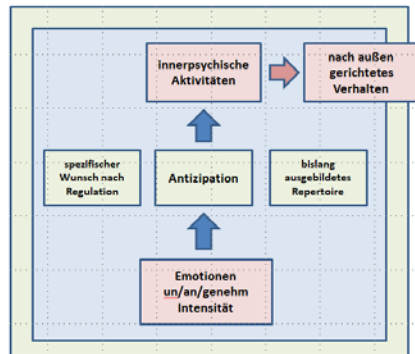 innerpsychische
Aktivitäten
nach außen
gerichtetes
Verhalten
spezifischer
Wunsch nach
Regulation
Antizipation
bislang
ausgebildetes
Repertoire
Emotionen
un/an/genehm
Intensität